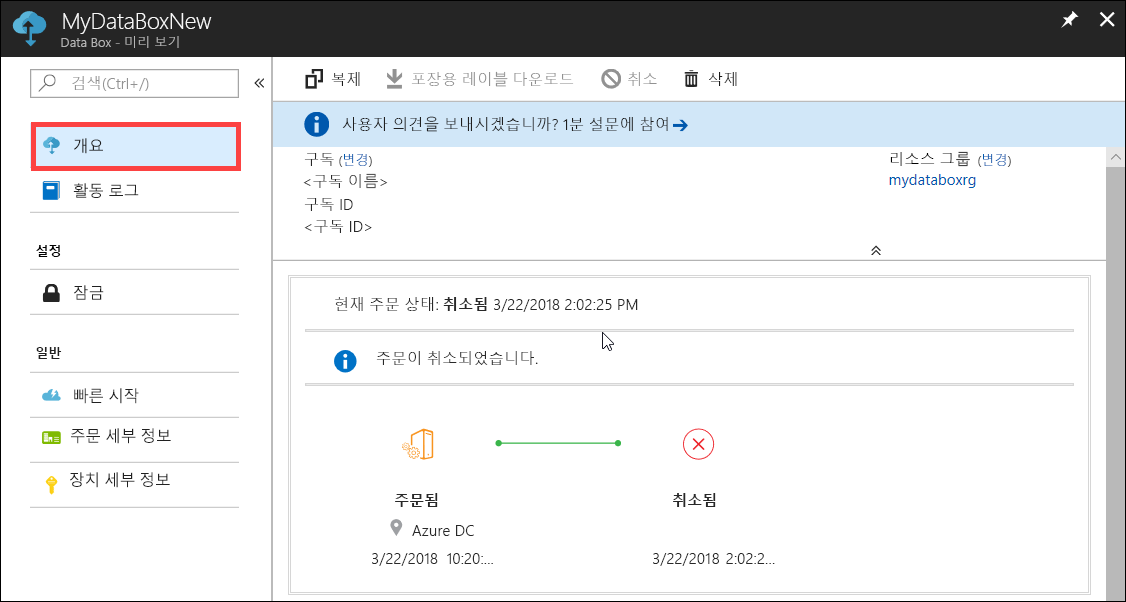 MyDataBoxNew
Data Box - 미리 보기
검색(Ctrl+/)
개요
활동 로그
설정
잠금
일반
빠른 시작
주문 세부 정보
장치 세부 정보
복제 포장용 레이블 다운로드 취소 삭제
사용자 의견을 보내시겠습니까? 1분 설문에 참여→
구독 (변경)
<구독 이름>
구독 ID
<구독 ID>
리소스 그룹 (변경)
mydataboxrg
현재 주문 상태: 취소됨 3/22/2018 2:02:25 PM
주문이 취소되었습니다.
주문됨
Azure DC
3/22/2018 10:20:...
취소됨
3/22/2018 2:02:2...